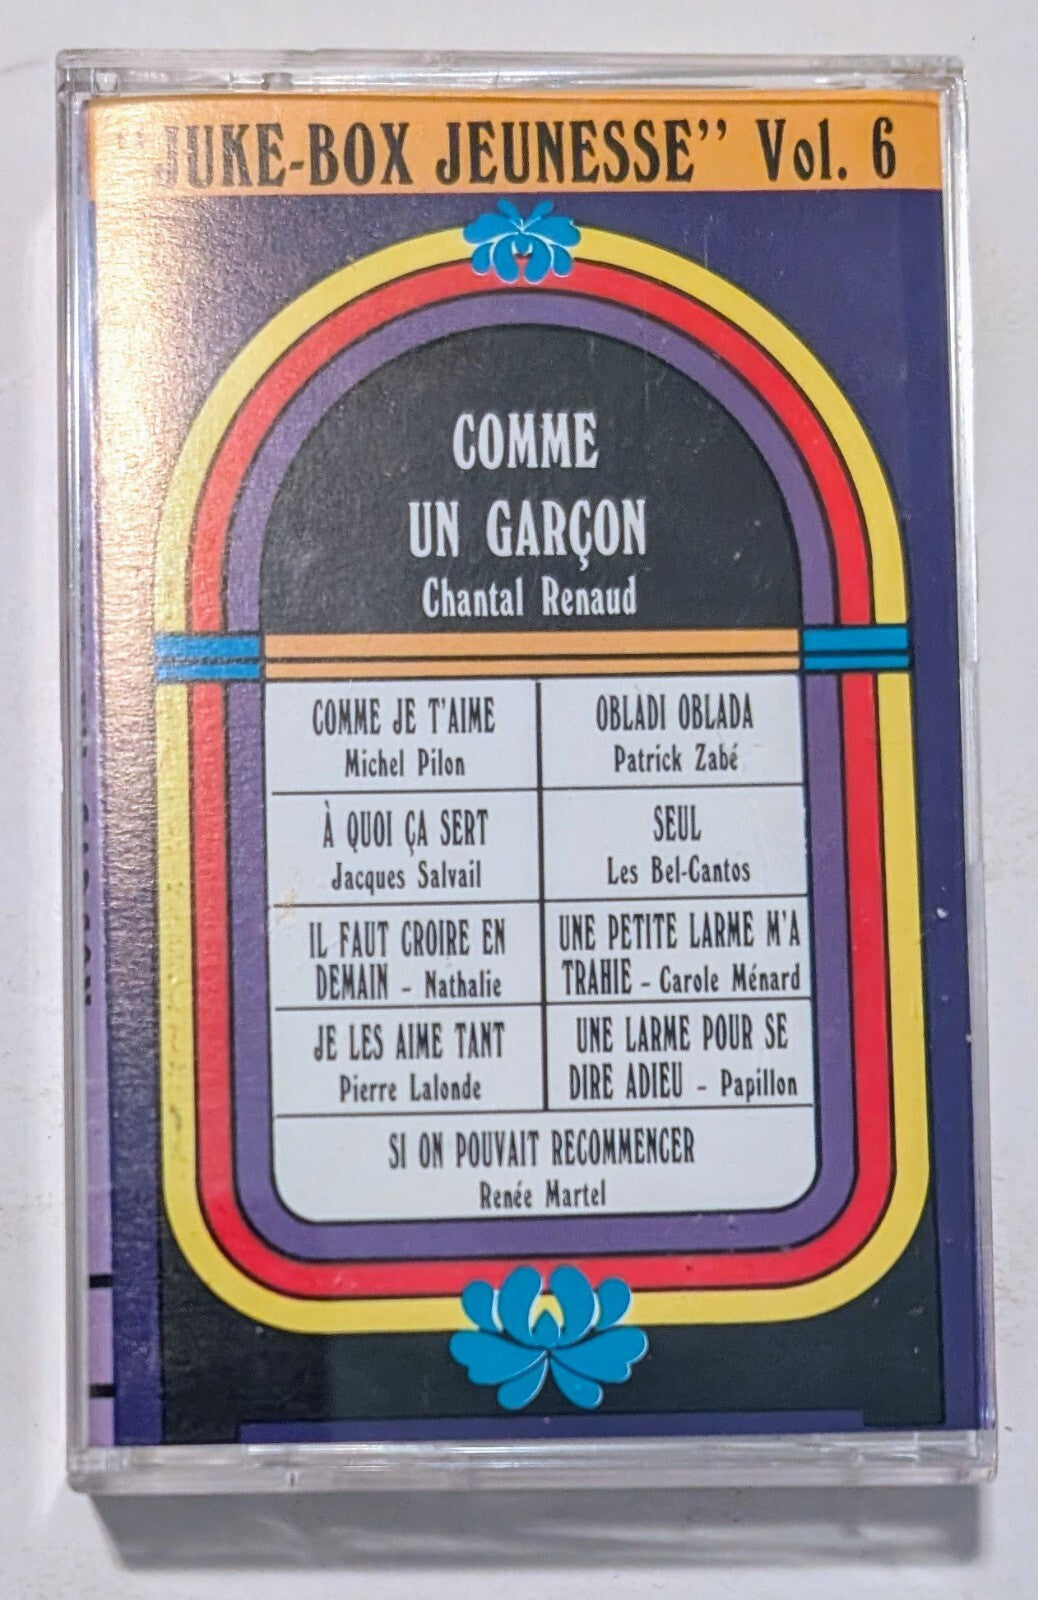 "JUKE-BOX JEUNESSE" Vol. 6
COMME
UN GARÇON
Chantal Renaud
COMME JE T'AIME
Michel Pilon
OBLADI OBLADA
Patrick Zabé
À QUOI ÇA SERT
Jacques Salvail
SEUL
Les Bel-Cantos
IL FAUT CROIRE EN
DEMAIN - Nathalie
UNE PETITE LARME M'A
TRAHIE - Carole Ménard
JE LES AIME TANT
Pierre Lalonde
UNE LARME POUR SE
DIRE ADIEU - Papillon
SI ON POUVAIT RECOMMENCER
Renée Martel